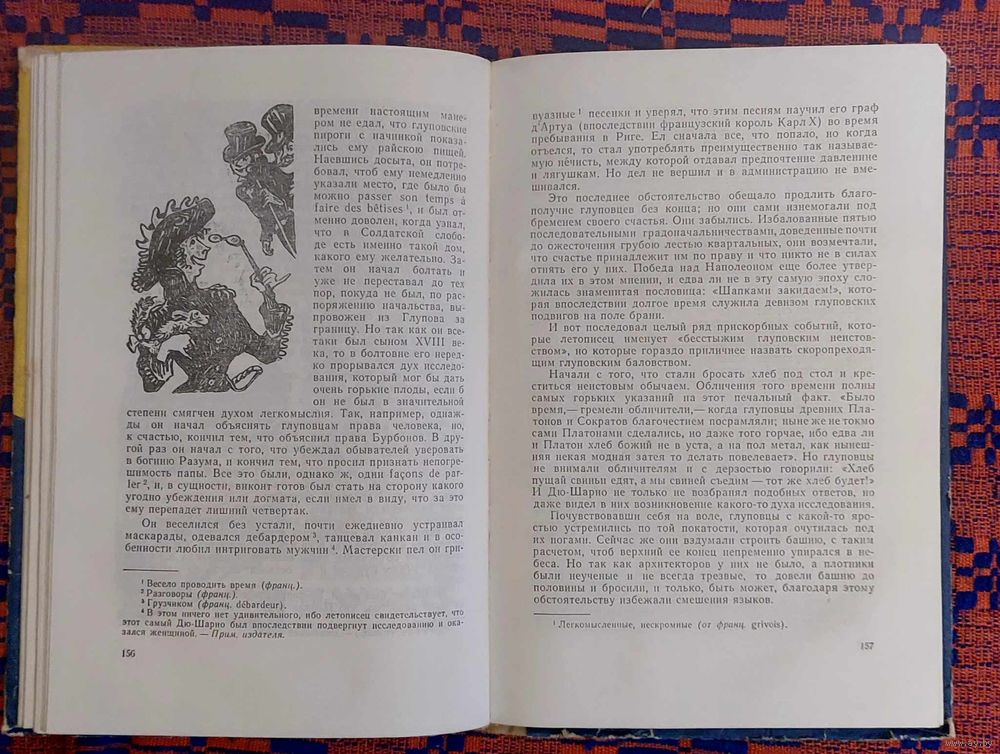 времени настоящим мане-
ром не едал, что глуповские
пироги с начинкой показа-
лись ему райскою пищей.
Наевшись досыта, он потре-
бовал, чтоб ему немедленно
указали место, где было бы
можно passer son temps à
faire des bêtises¹, и был от-
менно доволен, когда узнал,
что в Солдатской слобо-
де есть именно такой дом,
какого ему желательно. За-
тем он начал болтать и
уже не переставал до тех
пор, покуда не был, по рас-
поряжению начальства, вы-
провожен из Глупова за
границу. Но так как он все-
таки был сыном XVIII ве-
ка, то в болтовне его неред-
ко прорывался дух исследо-
вания, который мог бы дать
очень горькие плоды, если б
он не был в значительной
степени смягчен духом легкомыслия. Так, например, однаж-
ды он начал объяснять глуповцам права человека, но,
к счастью, кончил тем, что объяснил права Бурбонов. В дру-
гой раз он начал с того, что убеждал обывателей уверовать
в богиню Разума, и кончил тем, что просил признать непогре-
шимость папы. Все это были, однако ж, одни façons de par-
ler², и, в сущности, виконт готов был стать на сторону какого
угодно убеждения или догмата, если имел в виду, что за это
ему перепадет лишний четвертак.
Он веселился без устали, почти ежедневно устраивал
маскарады, одевался дебардером³, танцевал канкан и в осо-
бенности любил интриговать мужчин⁴. Мастерски пел он гри-
¹ Весело проводить время (франц.).
² Разговоры (франц.).
³ Грузчиком (франц. débardeur).
⁴ В этом ничего нет удивительного, ибо летописец свидетельствует, что
этот самый Дю-Шарио был впоследствии подвергнут исследованию и ока-
зался женщиной. — Прим. издателя.
156
вуазные¹ песенки и уверял, что этим песням научил его граф
д'Артуа (впоследствии французский король Карл X) во время
пребывания в Риге. Ел сначала все, что попало, но когда
отъелся, то стал употреблять преимущественно так называе-
мую не́чисть, между которой отдавал предпочтение давленине
и лягушкам. Но дел не вершил и в администрацию не вме-
шивался.
Это последнее обстоятельство обещало продлить благо-
получие глуповцев без конца; но они сами изнемогали под
бременем своего счастья. Они забылись. Избалованные пятью
последовательными градоначальничествами, доведенные почти
до ожесточения грубою лестью квартальных, они возмечтали,
что счастье принадлежит им по праву и что никто не в силах
отнять его у них. Победа над Наполеоном еще более утвер-
дила их в этом мнении, и едва ли не в эту самую эпоху сло-
жилась знаменитая пословица: «Шапками закидаем!», кото-
рая впоследствии долгое время служила девизом глуповских
подвигов на поле брани.
И вот последовал целый ряд прискорбных событий, кото-
рые летописец именует «бесстыжим глуповским неистов-
ством», но которые гораздо приличнее назвать скоропреходя-
щим глуповским баловством.
Начали с того, что стали бросать хлеб под стол и кре-
ститься неистовым обычаем. Обличения того времени полны
самых горьких указаний на этот печальный факт. «Было
время,— гремели обличители,— когда глуповцы древних Пла-
тонов и Сократов благочестием посрамляли; ныне же не токмо
сами Платонами сделались, но даже того горчае, ибо едва ли
и Платон хлеб божий не в уста, а на пол метал, как нынеш-
няя некая модная затея то делать повелевает». Но глуповцы
не внимали обличителям и с дерзостью говорили: «Хлеб
пущай свиньи едят, а мы свиней съедим — тот же хлеб будет!»
И Дю-Шарио не только не возбранял подобных ответов, но
даже видел в них возникновение какого-то духа исследования.
Почувствовавши себя на воле, глуповцы с какой-то яро-
стью устремились по той покатости, которая очутилась под
их ногами. Сейчас же они вздумали строить башню, с таким
расчетом, чтоб верхний ее конец непременно упирался в не-
беса. Но так как архитекторов у них не было, а плотники
были неученые и не всегда трезвые, то довели башню до
половины и бросили, и только, быть может, благодаря этому
обстоятельству избежали смешения языков.
¹ Легкомысленные, нескромные (от франц. grivois).
157